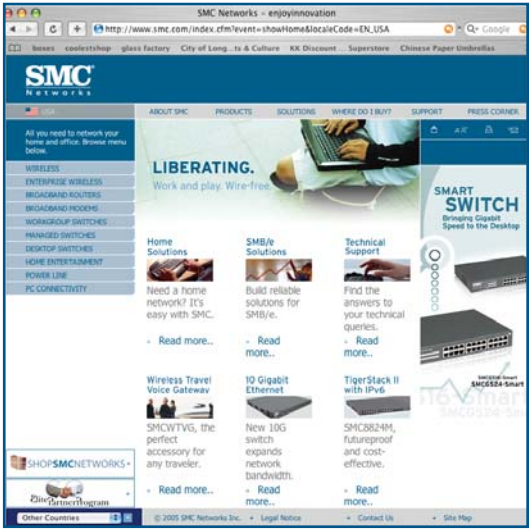 SMC Networks – enjoyinnovation
http://www.smc.com/index.cfm?event=showHome&localeCode=EN_USA
Google
boxes coolestshop glass factory City of Long...ts & Culture KK Discount ... Superstore Chinese Paper Umbrellas
SMC
Networks
USA
ABOUT SMC PRODUCTS SOLUTIONS WHERE DO I BUY? SUPPORT PRESS CORNER
All you need to network your
home and office. Browse menu
below.
WIRELESS
ENTERPRISE WIRELESS
BROADBAND ROUTERS
BROADBAND MODEMS
WORKGROUP SWITCHES
MANAGED SWITCHES
DESKTOP SWITCHES
HOME ENTERTAINMENT
POWER LINE
PC CONNECTIVITY
LIBERATING.
Work and play. Wire-free.
SMART
SWITCH
Bringing Gigabit
Speed to the Desktop
SMCGS24-Smart
Home
Solutions
Need a home
network? It's
easy with SMC.
Read more..
SMB/e
Solutions
Build reliable
solutions for
SMB/e.
Read
more..
Technical
Support
Find the
answers to
your technical
queries.
Read
more..
Wireless Travel
Voice Gateway
SMCWTVG, the
perfect
accessory for
any traveler.
Read more..
10 Gigabit
Ethernet
New 10G
switch
expands
network
bandwidth.
Read
more..
TigerStack II
with IPv6
SMC8824M,
futureproof
and cost-
effective.
Read
more..
SHOPSMCNETWORKS
Elite Partner Program
Other Countries
© 2005 SMC Networks Inc. • Legal Notice • Contact Us • Site Map